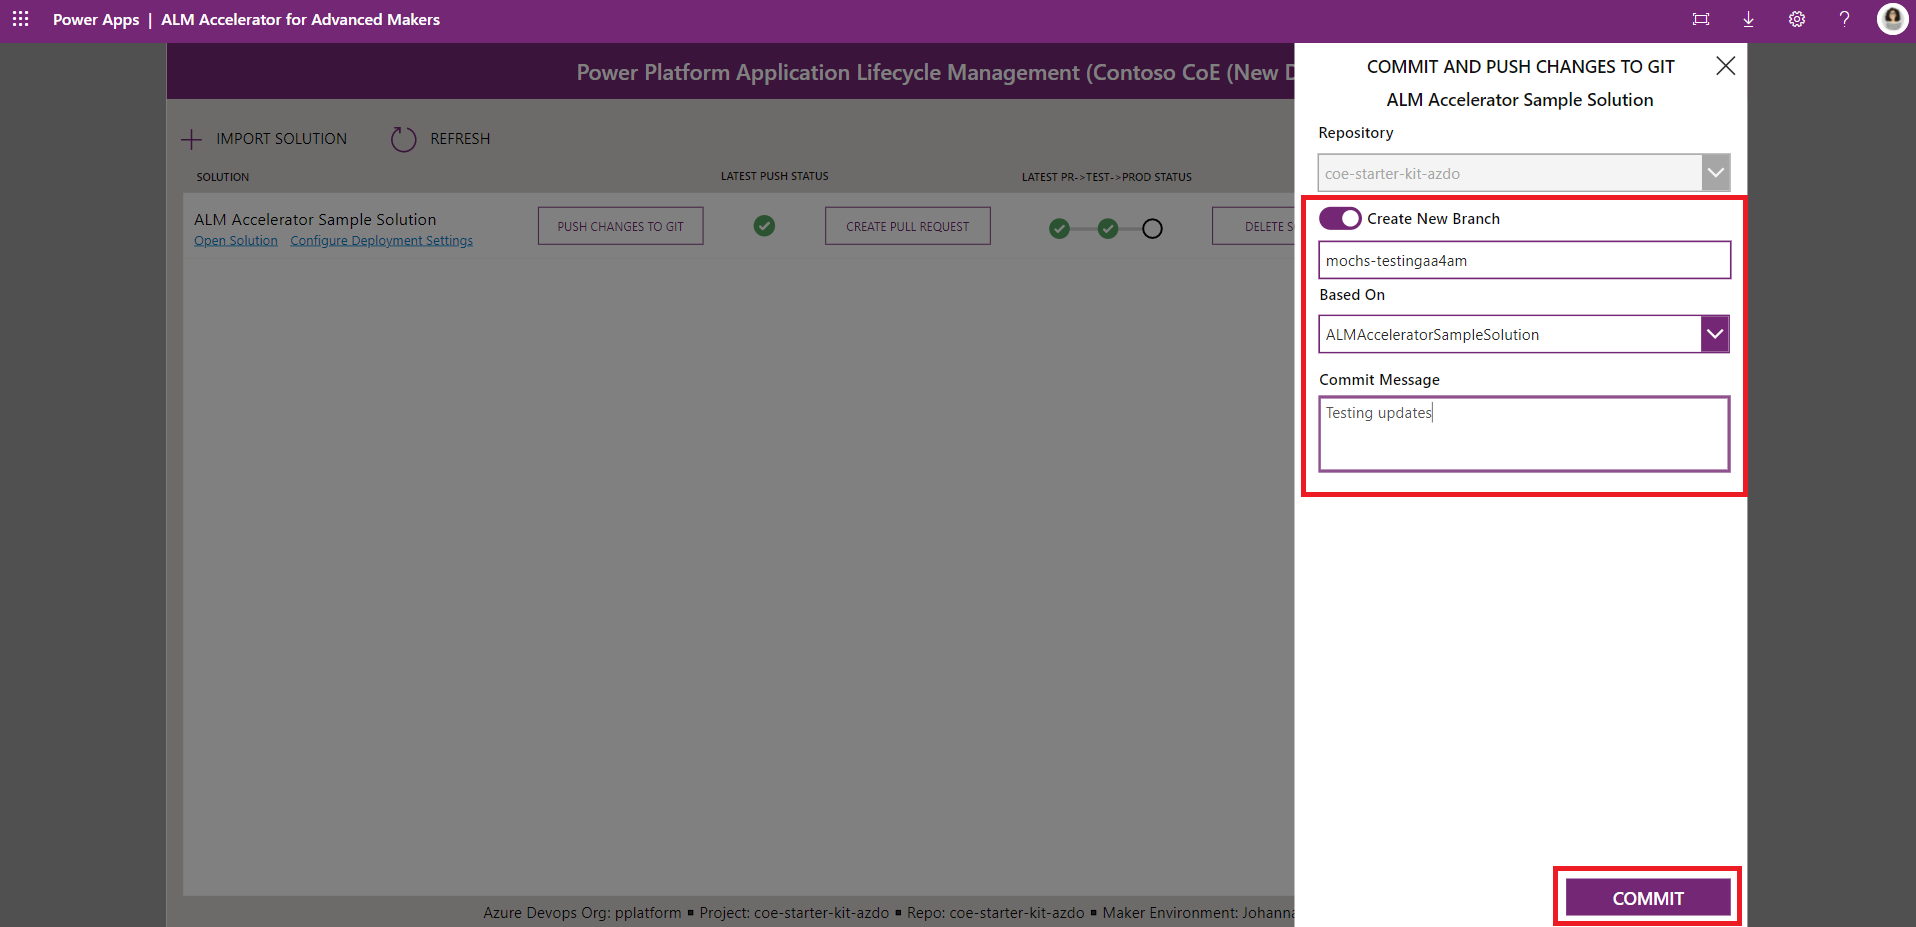 Power Apps | ALM Accelerator for Advanced Makers
?
Power Platform Application Lifecycle Management (Contoso CoE (New
IMPORT SOLUTION
REFRESH
SOLUTION
LATEST PUSH STATUS
LATEST PR->TEST->PROD STATUS
ALM Accelerator Sample Solution
Open Solution
Configure Deployment Settings
PUSH CHANGES TO GIT
CREATE PULL REQUEST
DELETE
Azure Devops Org: pplatform ▪ Project: coe-starter-kit-azdo ▪ Repo: coe-starter-kit-azdo ▪ Maker Environment: Johanna
COMMIT AND PUSH CHANGES TO GIT
ALM Accelerator Sample Solution
Repository
coe-starter-kit-azdo
Create New Branch
mochs-testingaa4am
Based On
ALMAcceleratorSampleSolution
Commit Message
Testing updates
COMMIT